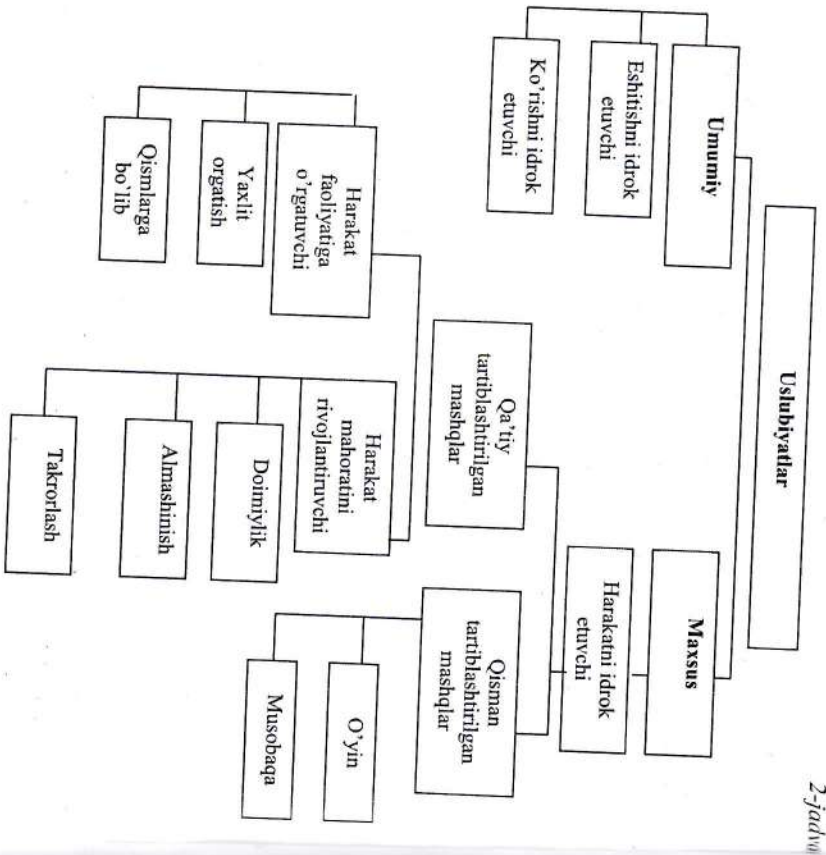 2-jadva
Uslubiyatlar
Umumiy
Maxsus
Eshitishni idrok
etuvchi
Ko'rishni idrok
etuvchi
Harakatni idrok
etuvchi
Qa'tiy
tartiblashtirilgan
mashqlar
Qisman
tartiblashtirilgan
mashqlar
Harakat
faoliyatiga
o'rgatuvchi
Yaxlit
orgatish
Qismlarga
bo`lib
Harakat
mahoratini
rivojlantiruvchi
Doimiylik
Almashinish
Takrorlash
O'yin
Musobaqa